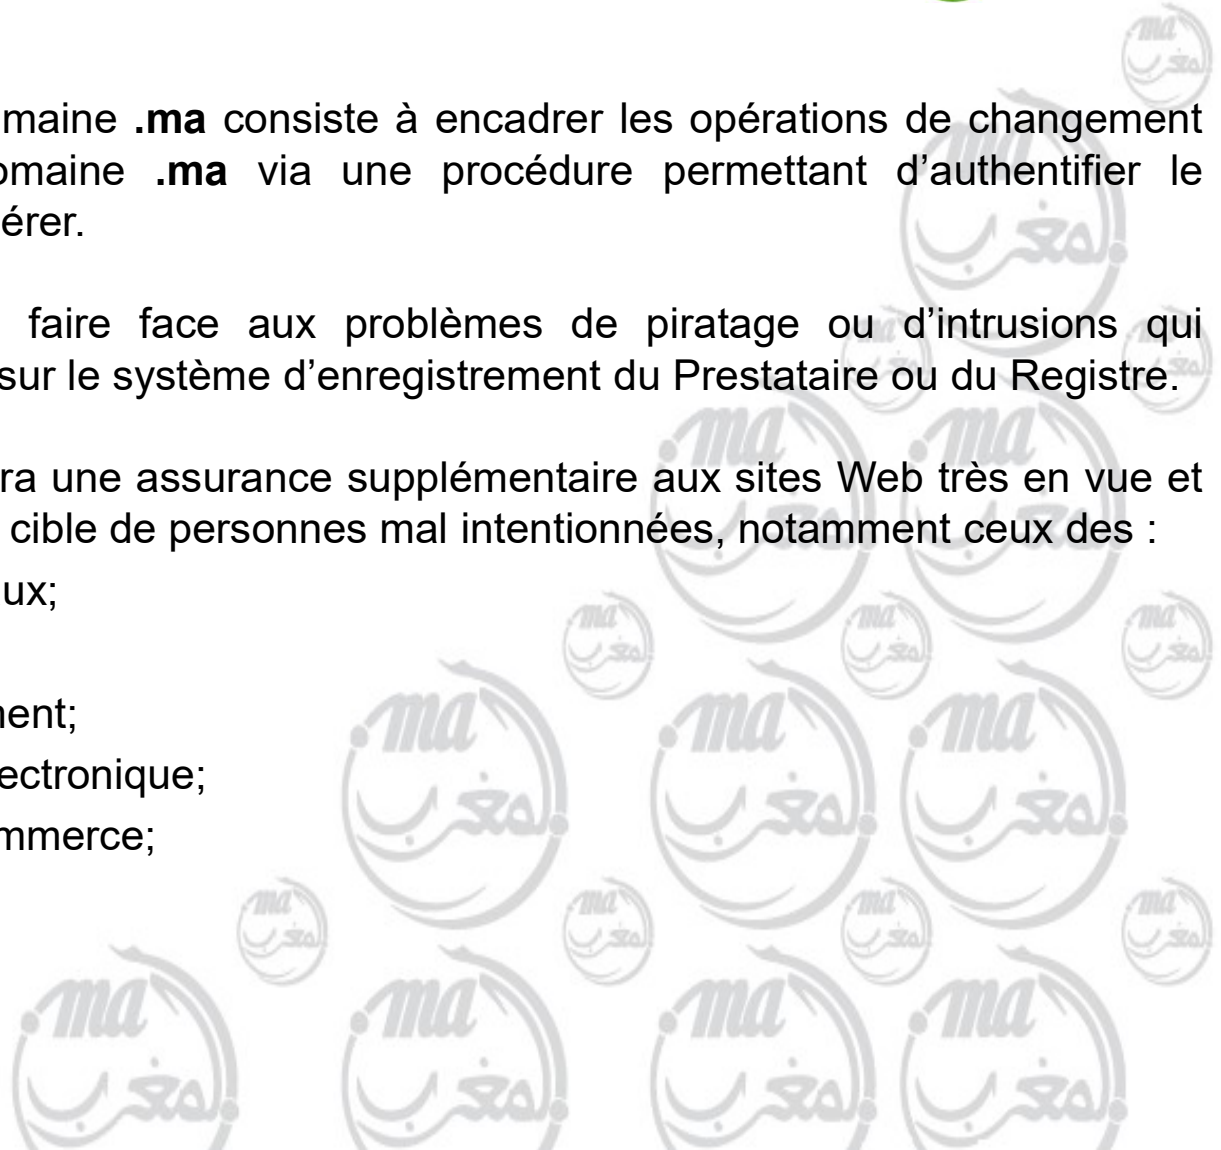 maine .ma consiste à encadrer les opérations de changement
omaine .ma via une procédure permettant d’authentifier le
érer.
faire face aux problèmes de piratage ou d’intrusions qui
sur le système d’enregistrement du Prestataire ou du Registre.
ra une assurance supplémentaire aux sites Web très en vue et
cible de personnes mal intentionnées, notamment ceux des :
ux;
ent;
ectronique;
mmerce;